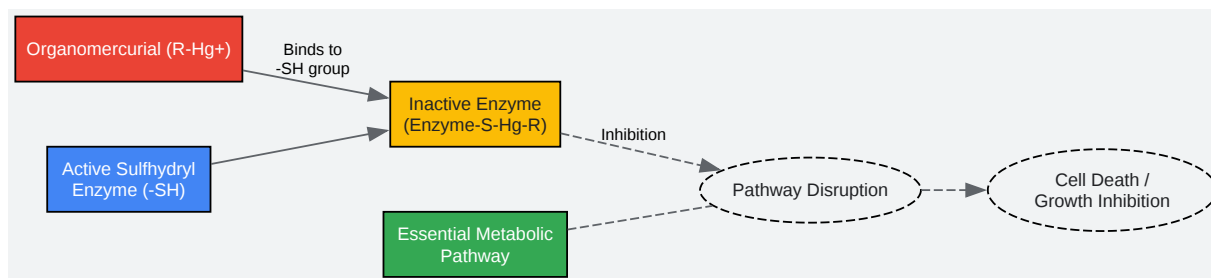 Organomercurial (R-Hg+)
Binds to
-SH group
Active Sulfhydryl
Enzyme (-SH)
Inactive Enzyme
(Enzyme-S-Hg-R)
Inhibition
Essential Metabolic
Pathway
Pathway Disruption
Cell Death /
Growth Inhibition